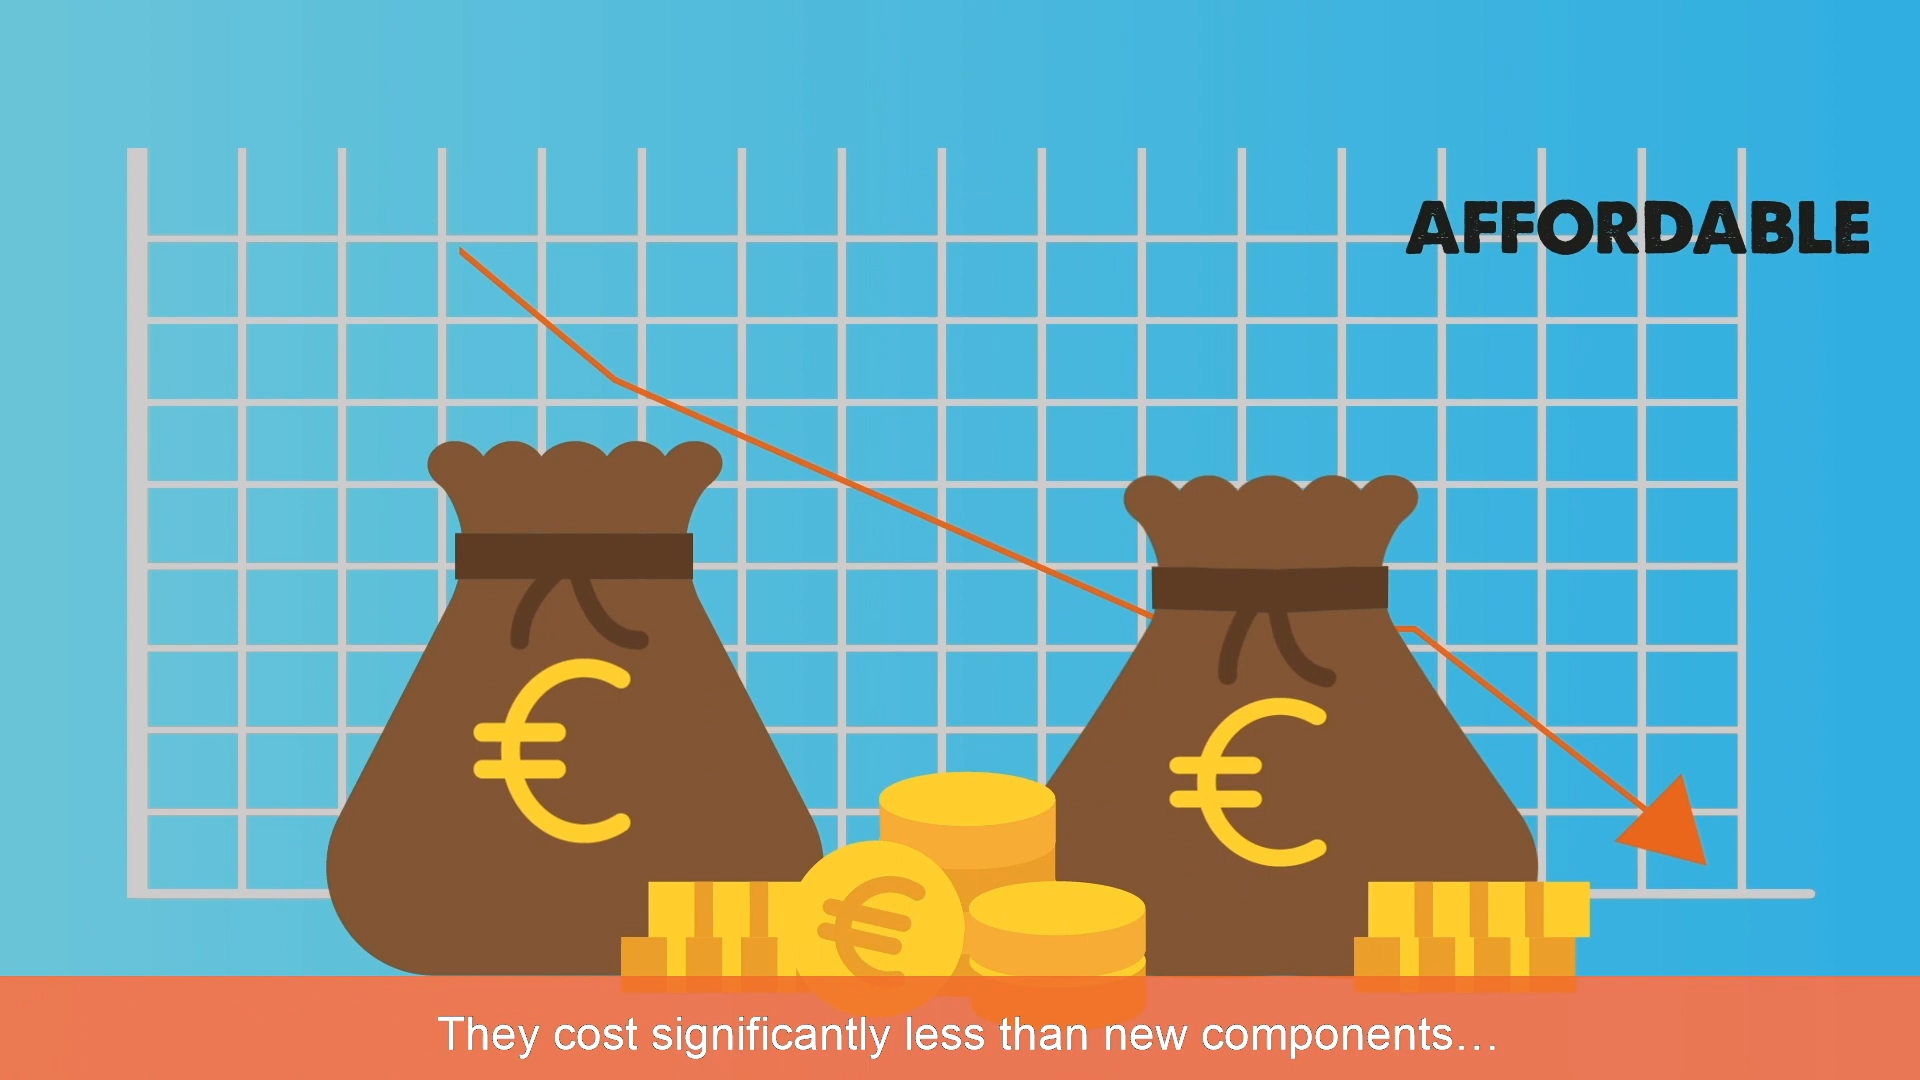 AFFORDABLE
€ €
€
They cost significantly less than new components…